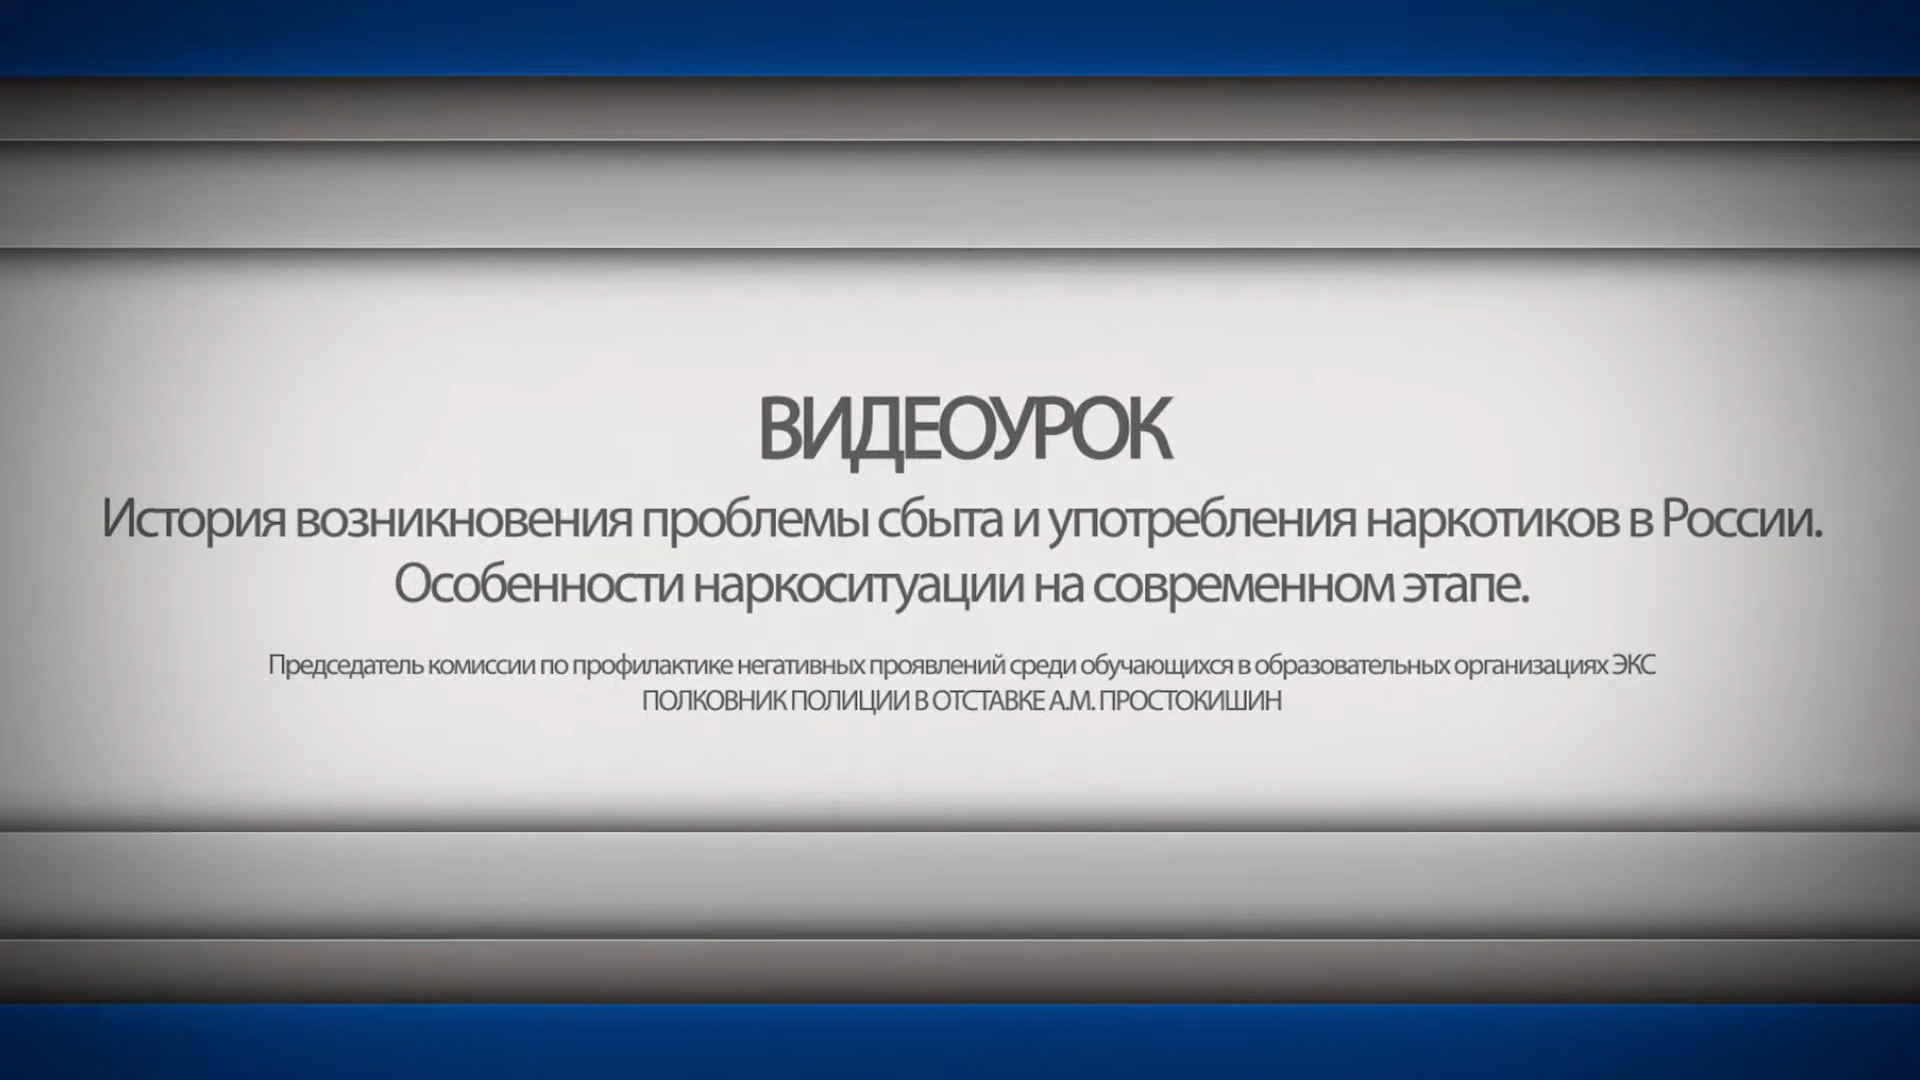 ВИДЕОУРОК
История возникновения проблемы сбыта и употребления наркотиков в России.
Особенности наркоситуации на современном этапе.
Председатель комиссии по профилактике негативных проявлений среди обучающихся в образовательных организациях ЭКС
ПОЛКОВНИК ПОЛИЦИИ В ОТСТАВКЕ А.М. ПРОСТОКИШИН